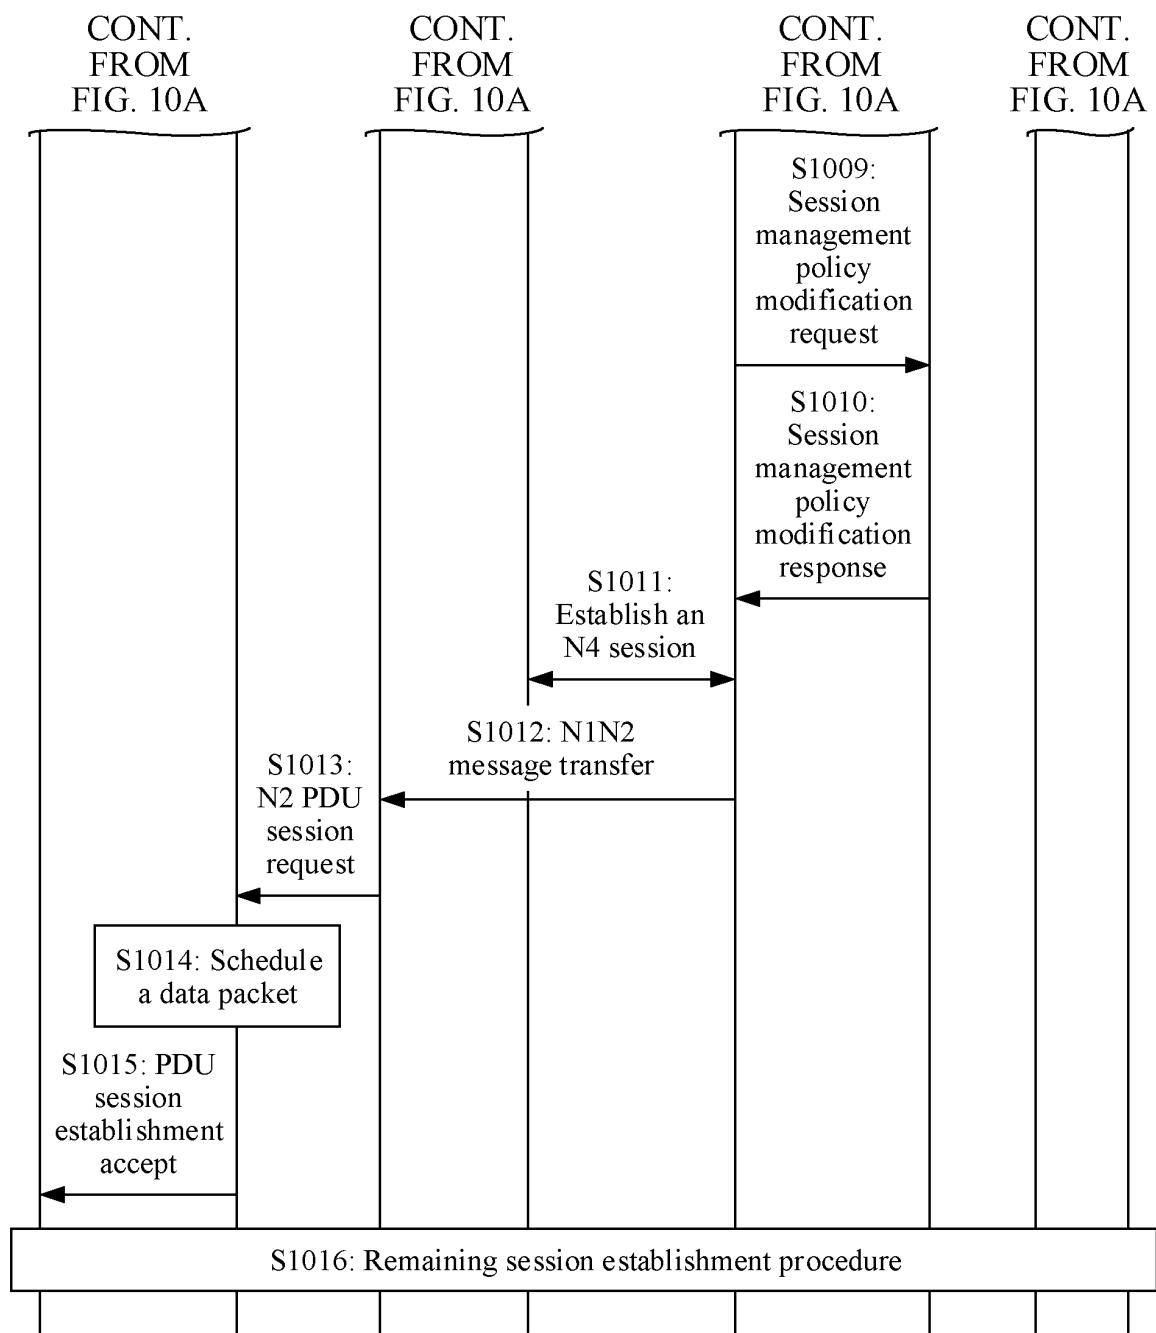 CONT.
FROM
FIG. 10A
CONT.
FROM
FIG. 10A
CONT.
FROM
FIG. 10A
CONT.
FROM
FIG. 10A
S1009:
Session
management
policy
modification
request
S1010:
Session
management
policy
modification
response
S1011:
Establish an
N4 session
S1012: N1N2
message transfer
S1013:
N2 PDU
session
request
S1014: Schedule
a data packet
S1015: PDU
session
establishment
accept
S1016: Remaining session establishment procedure